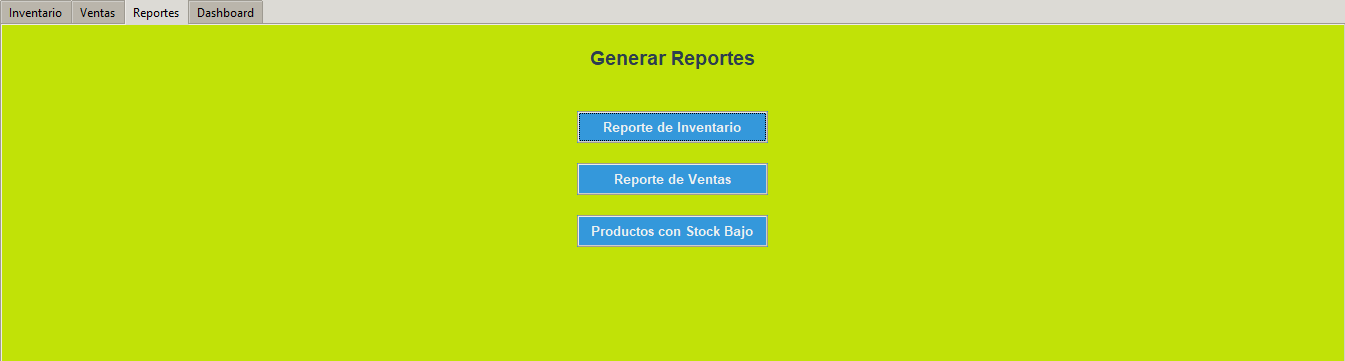 Inventario Ventas Reportes Dashboard
Generar Reportes
Reporte de Inventario
Reporte de Ventas
Productos con Stock Bajo